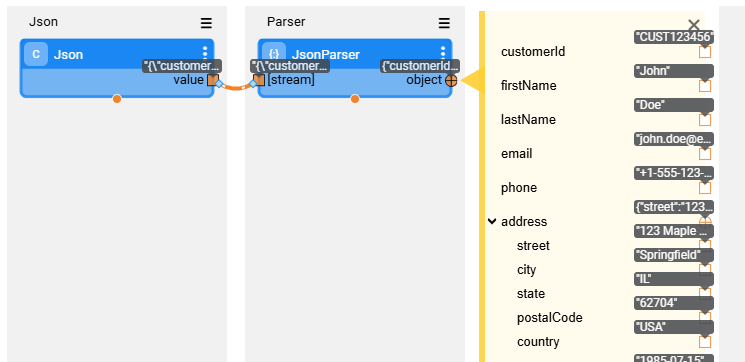 Json
Parser
C
Json
{:}
JsonParser
"{\"customer...
"{\"customer...
{"customerId...
value
[stream]
object
"CUST123456"
customerId
"John"
firstName
"Doe"
lastName
"john.doe@e...
email
"+1-555-123-...
phone
{"street":"123...
address
"123 Maple ...
street
"Springfield"
city
"IL"
state
"62704"
postalCode
"USA"
country
"1985-07-15"